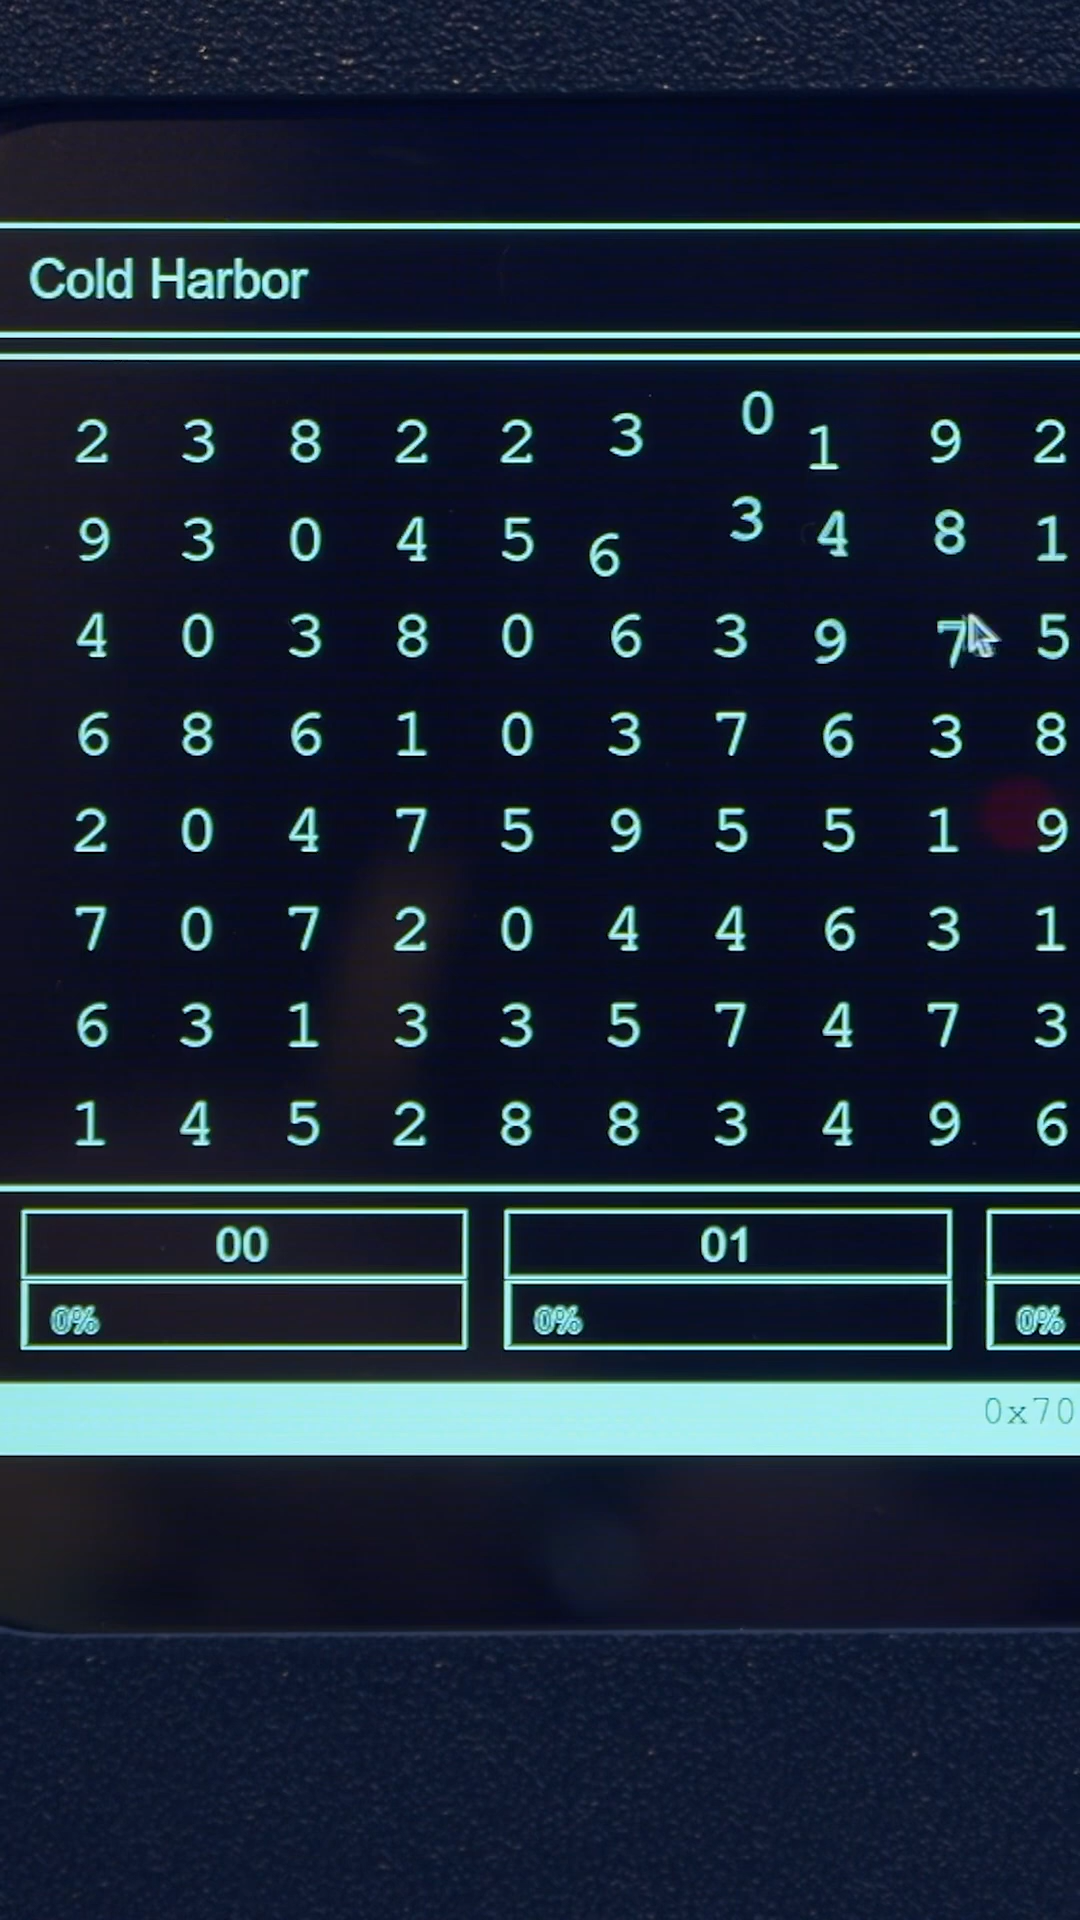 Cold Harbor
2 3 8 2 2 3 0 1 9 2
9 3 0 4 5 6 3 4 8 1
4 0 3 8 0 6 3 9 7 5
6 8 6 1 0 3 7 6 3 8
2 0 4 7 5 9 5 5 1 9
7 0 7 2 0 4 4 6 3 1
6 3 1 3 3 5 7 4 7 3
1 4 5 2 8 8 3 4 9 6
00 01
0% 0% 0%
0x70